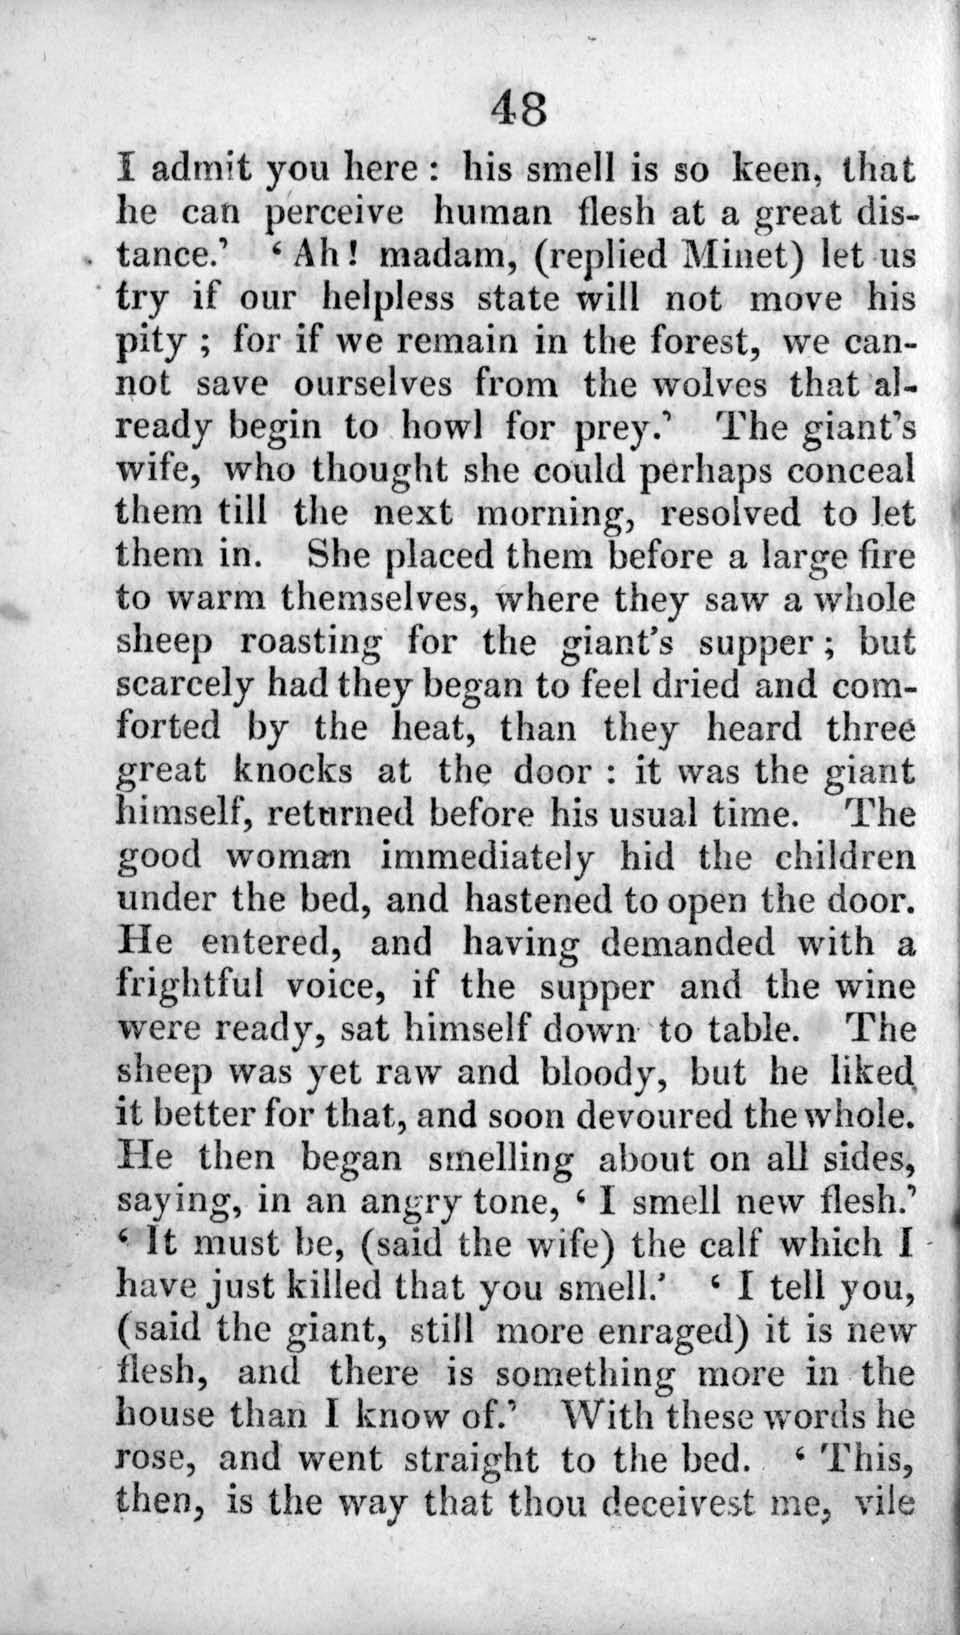 48
I admit you here : his smell is so keen, that
he can perceive human flesh at a great dis-
tance.' ‘ Ah! madam, (replied Minet) let us
try if our helpless state will not move his
pity ; for if we remain in the forest, we can-
not save ourselves from the wolves that al-
ready begin to howl for prey.' The giant's
wife, who thought she could perhaps conceal
them till the next morning, resolved to let
them in. She placed them before a large fire
to warm themselves, where they saw a whole
sheep roasting for the giant's supper ; but
scarcely had they began to feel dried and com-
forted by the heat, than they heard three
great knocks at the door : it was the giant
himself, returned before his usual time. The
good woman immediately hid the children
under the bed, and hastened to open the door.
He entered, and having demanded with a
frightful voice, if the supper and the wine
were ready, sat himself down to table. The
sheep was yet raw and bloody, but he liked
it better for that, and soon devoured the whole.
He then began smelling about on all sides,
saying, in an angry tone, ‘ I smell new flesh.'
‘ It must be, (said the wife) the calf which I
have just killed that you smell.' ‘ I tell you,
(said the giant, still more enraged) it is new
flesh, and there is something more in the
house than I know of.' With these words he
rose, and went straight to the bed. ‘ This,
then, is the way that thou deceivest me, vile